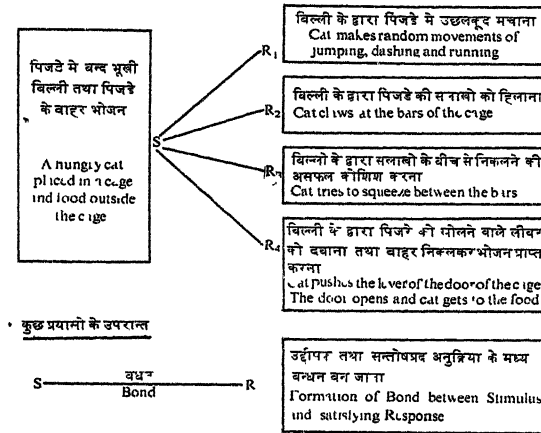 पिंजडे मे बन्द भूखी
बिल्ली तथा पिंजडे
के बाहर भोजन
A hungry cat
placed in a cage
and food outside
the cage
S
R1
बिल्ली के द्वारा पिंजडे मे उछलकूद मचाना
Cat makes random movements of
jumping, dashing and running
R2
बिल्ली के द्वारा पिंजडे की सलाखो को हिलाना
Cat claws at the bars of the cage
R3
बिल्ली के द्वारा सलाखो के बीच से निकलने की
असफल कोशिश करना
Cat tries to squeeze between the bars
R4
बिल्ली के द्वारा पिंजरे को खोलने वाले लीवर
को दबाना तथा बाहर निकलकर भोजन प्राप्त
करना
Cat pushes the lever of the door of the cage
The door opens and cat gets to the food
कुछ प्रयासो के उपरान्त
S बंधन R
Bond
उद्दीपक तथा सन्तोषप्रद अनुक्रिया के मध्य
बन्धन बन जाना
Formation of Bond between Stimulus
and satisfying Response